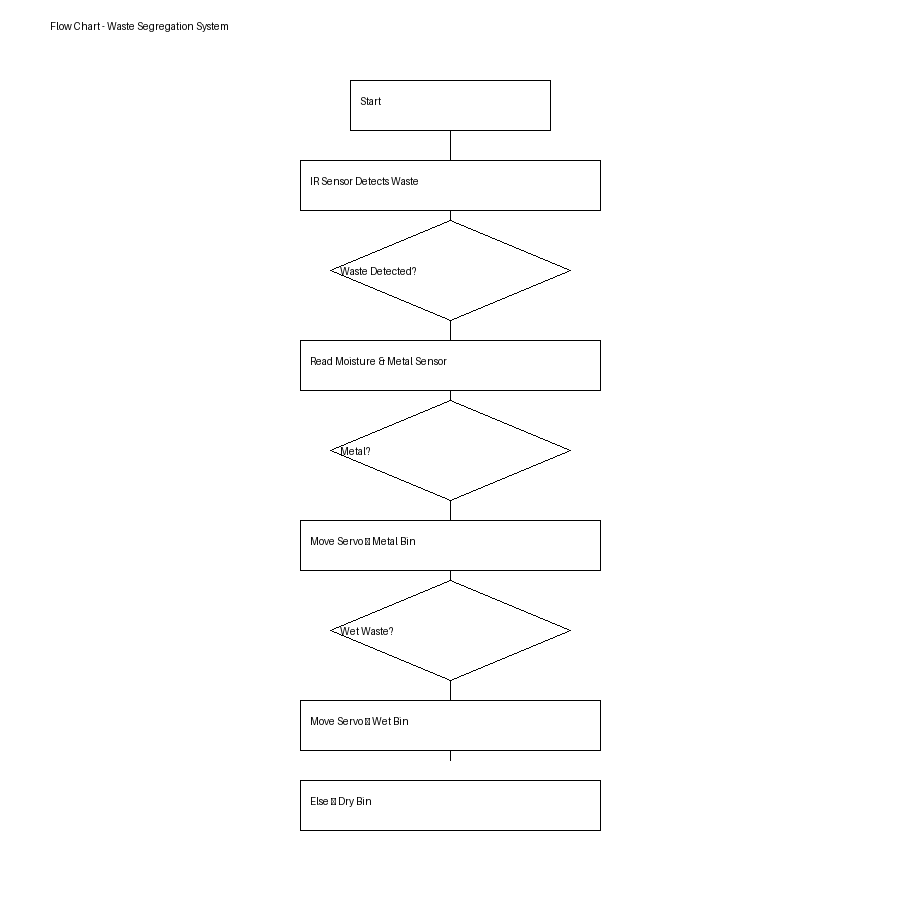 Flow Chart - Waste Segregation System
Start
IR Sensor Detects Waste
Waste Detected?
Read Moisture & Metal Sensor
Metal?
Move Servo Metal Bin
Wet Waste?
Move Servo Wet Bin
Else Dry Bin